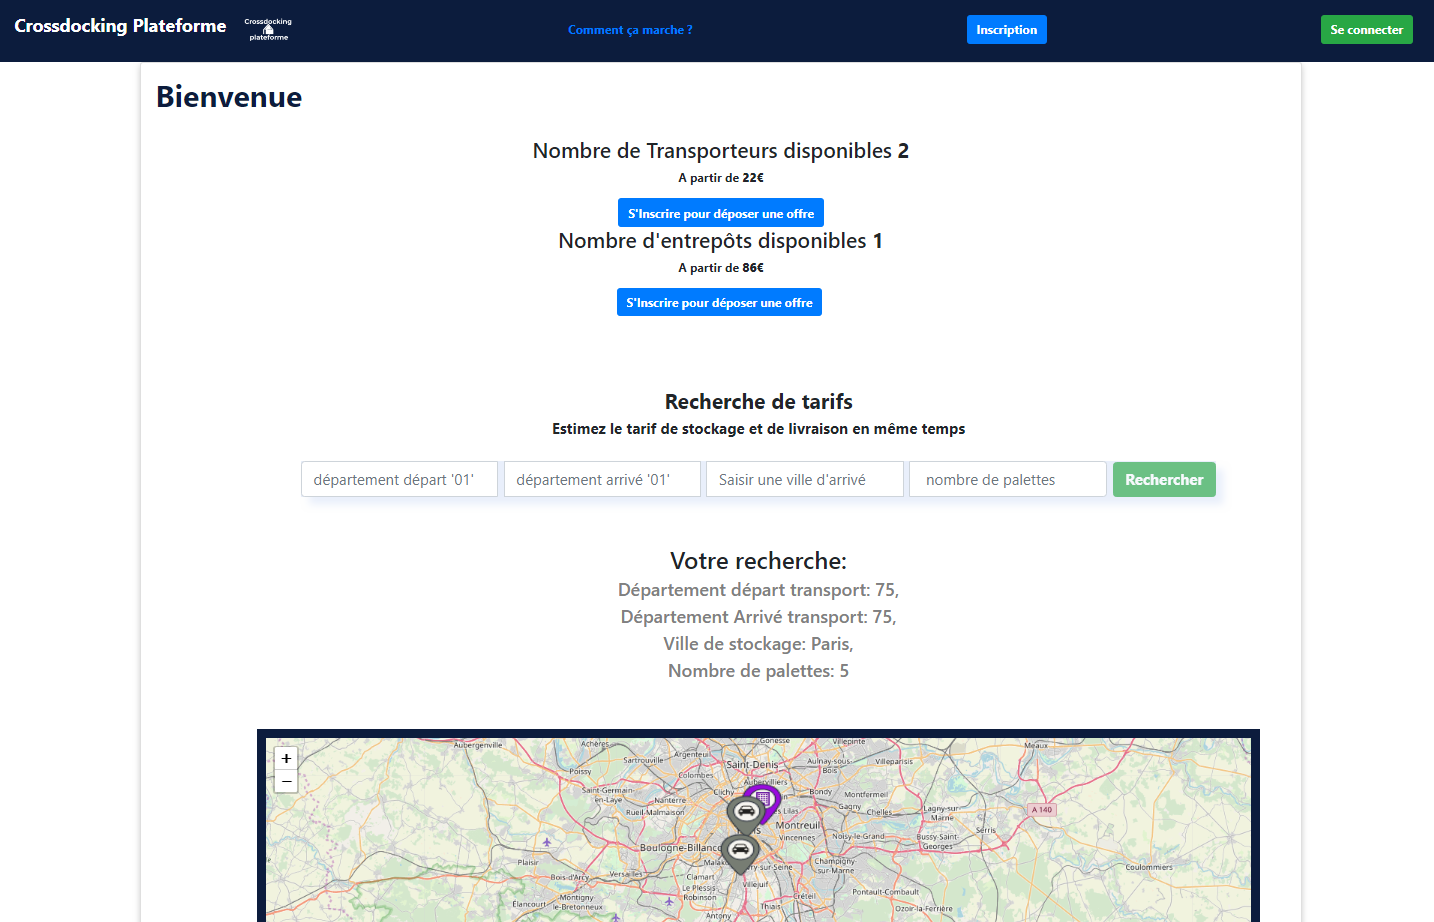 Crossdocking Plateforme
Crossdocking
plateforme
Comment ça marche ?
Inscription
Se connecter
Bienvenue
Nombre de Transporteurs disponibles 2
A partir de 22€
S'Inscrire pour déposer une offre
Nombre d'entrepôts disponibles 1
A partir de 86€
S'Inscrire pour déposer une offre
Recherche de tarifs
Estimez le tarif de stockage et de livraison en même temps
département départ '01'
département arrivé '01'
Saisir une ville d'arrivé
nombre de palettes
Rechercher
Votre recherche:
Département départ transport: 75,
Département Arrivé transport: 75,
Ville de stockage: Paris,
Nombre de palettes: 5
+
−
Aubergenville
Achères
Sartrouville
Argenteuil
Gonesse
Villepinte
Meaux
Poissy
Colombes
Saint-Denis
Aulnay-sous-
Bois
Villeparisis
Aubervilliers
Saint-Germain-
en-Laye
Nanterre
Clichy
Bondy
Montfermeil
Gagny
Chelles
Lagny-sur-
Marne
A 140
Rueil-Malmaison
es Lilas
Montreuil
Vincennes
Noisy-le-Grand
Bussy-Saint-
Georges
Serris
Boulogne-Billanco
Plaisir
Malako
ry-sur-Seine
Champigny
-sur-Marne
Coulommiers
Bois-d'Arcy
Versailles
Clamart
Villejuif
Créteil
Le Plessis-
Robinson
Pontault-Combault
Élancourt
Montigny
-le-Bretonneux
Antony
Thiais
Ozoir-la-Ferrière